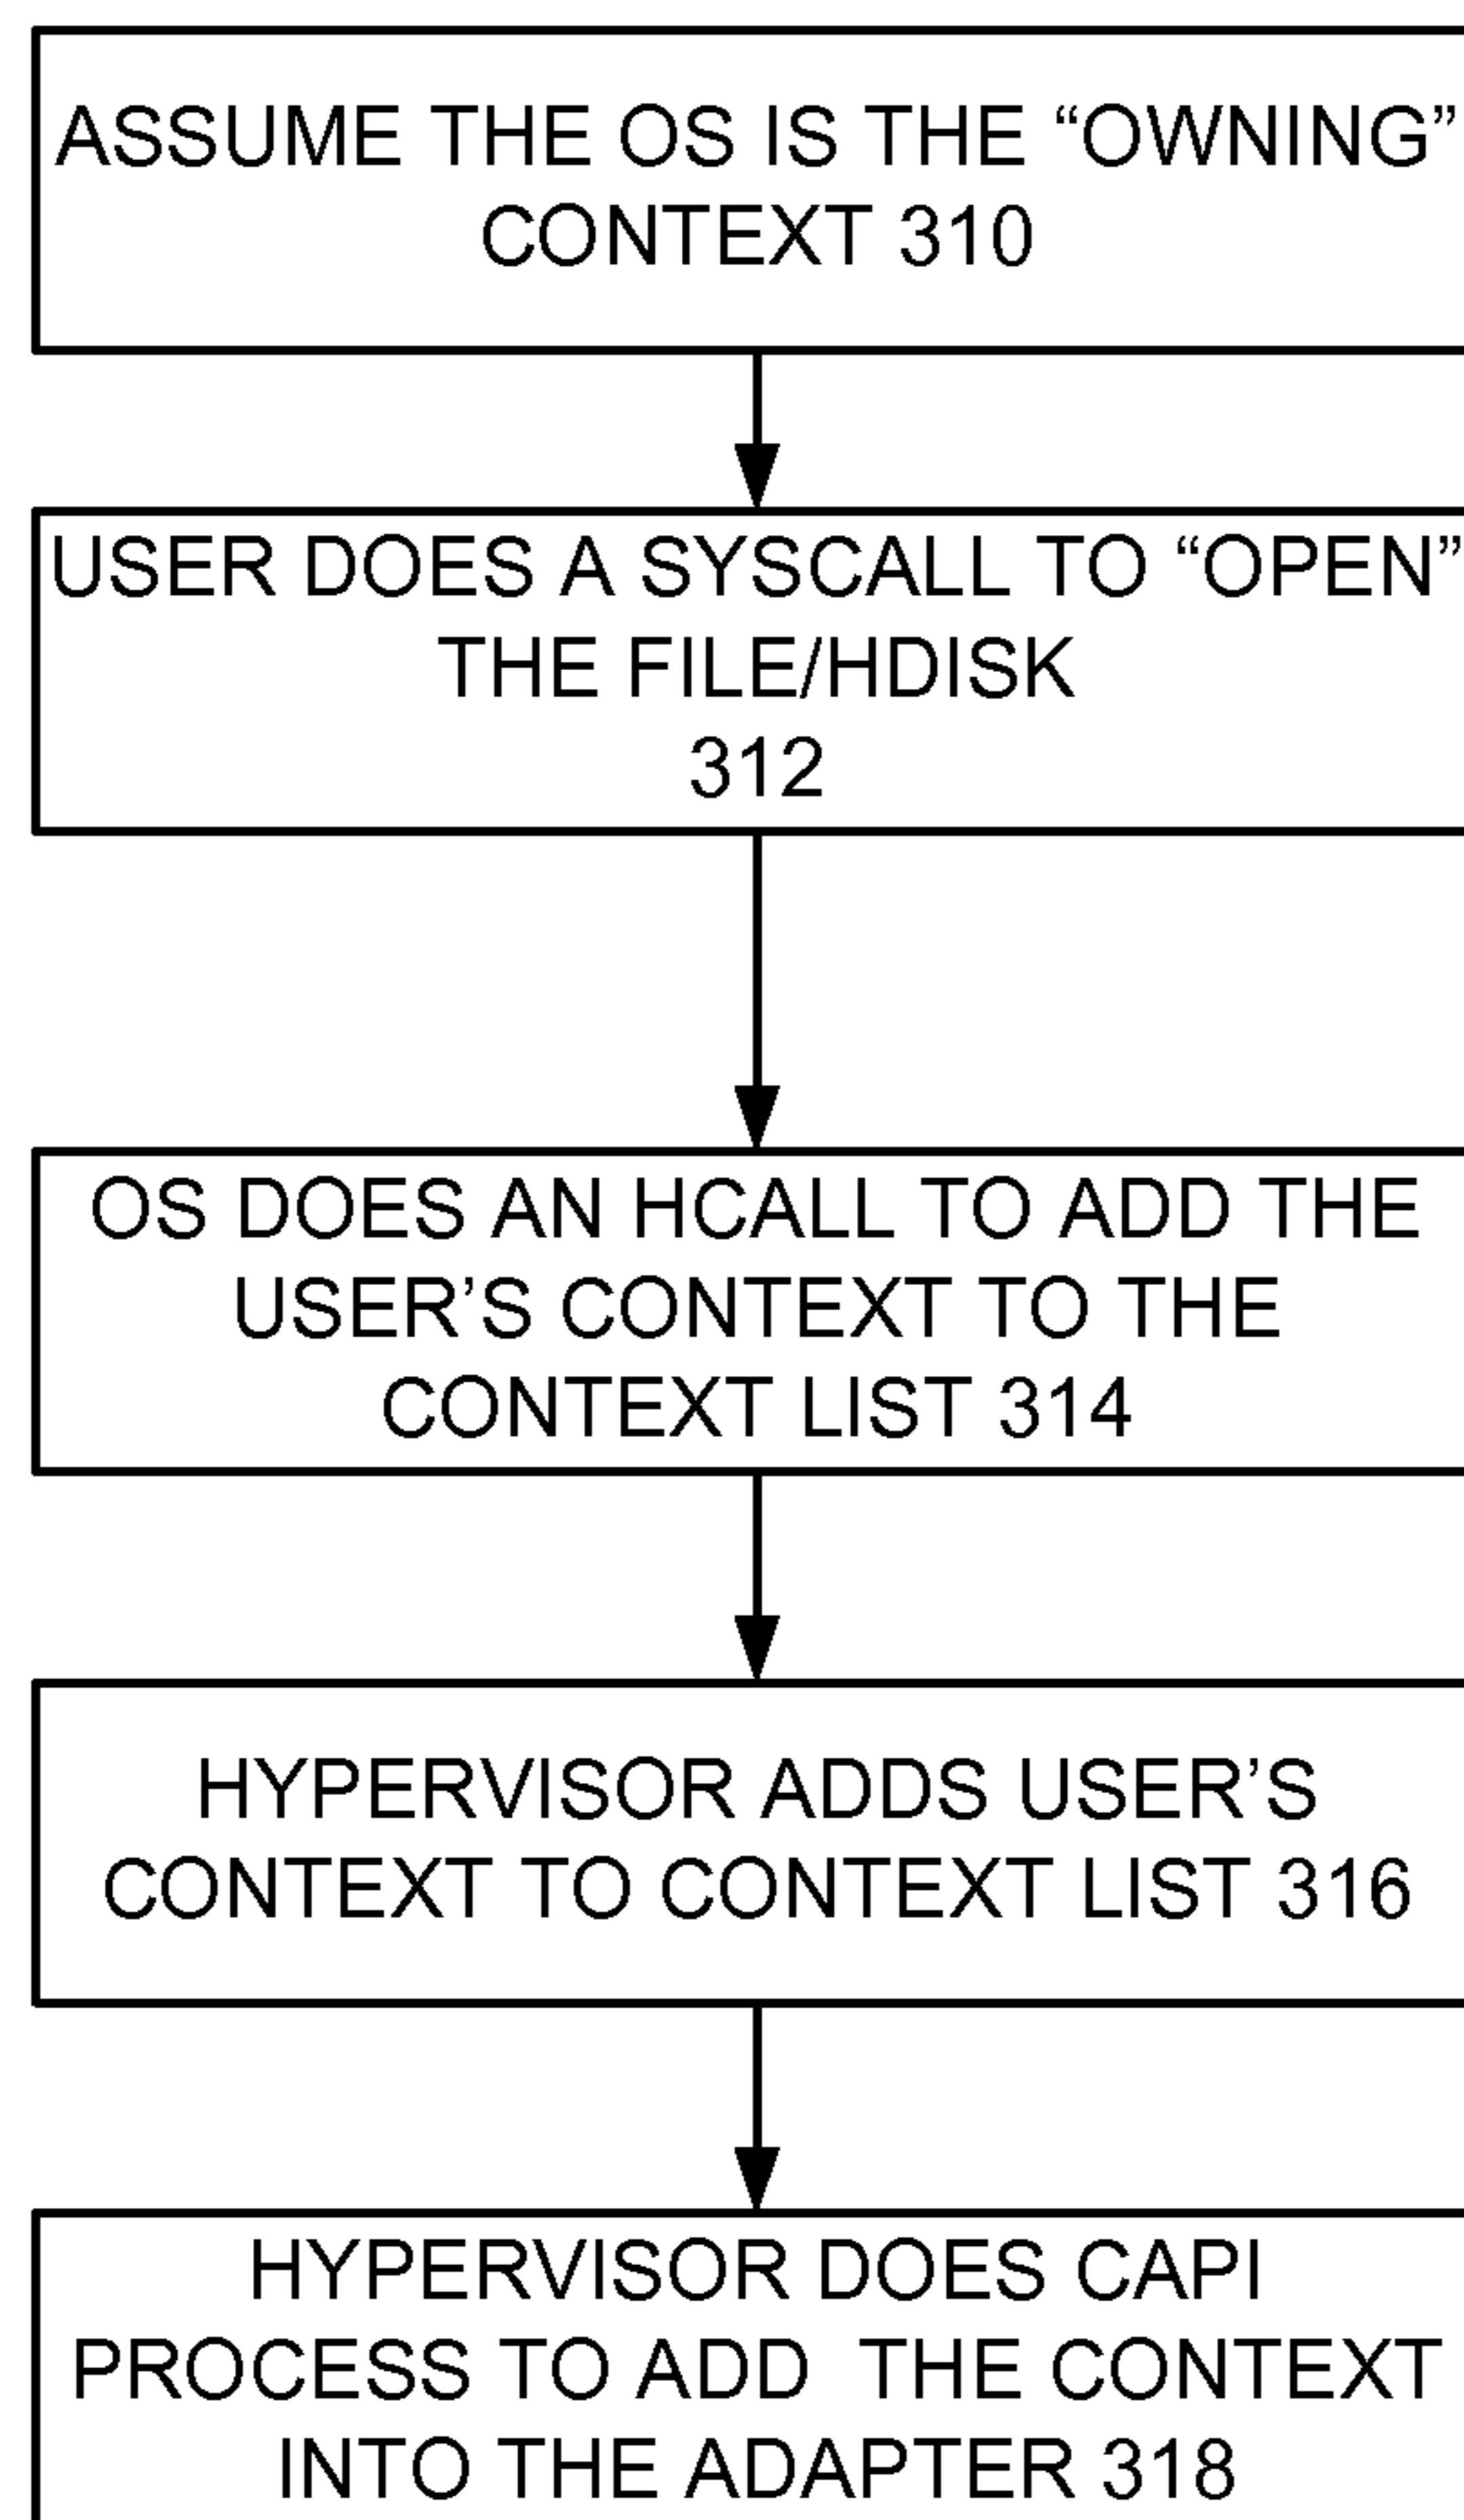 ASSUME THE OS IS THE “OWNING”
CONTEXT 310
USER DOES A SYSCALL TO “OPEN”
THE FILE/HDISK
312
OS DOES AN HCALL TO ADD THE
USER’S CONTEXT TO THE
CONTEXT LIST 314
HYPERVISOR ADDS USER’S
CONTEXT TO CONTEXT LIST 316
HYPERVISOR DOES CAPI
PROCESS TO ADD THE CONTEXT
INTO THE ADAPTER 318